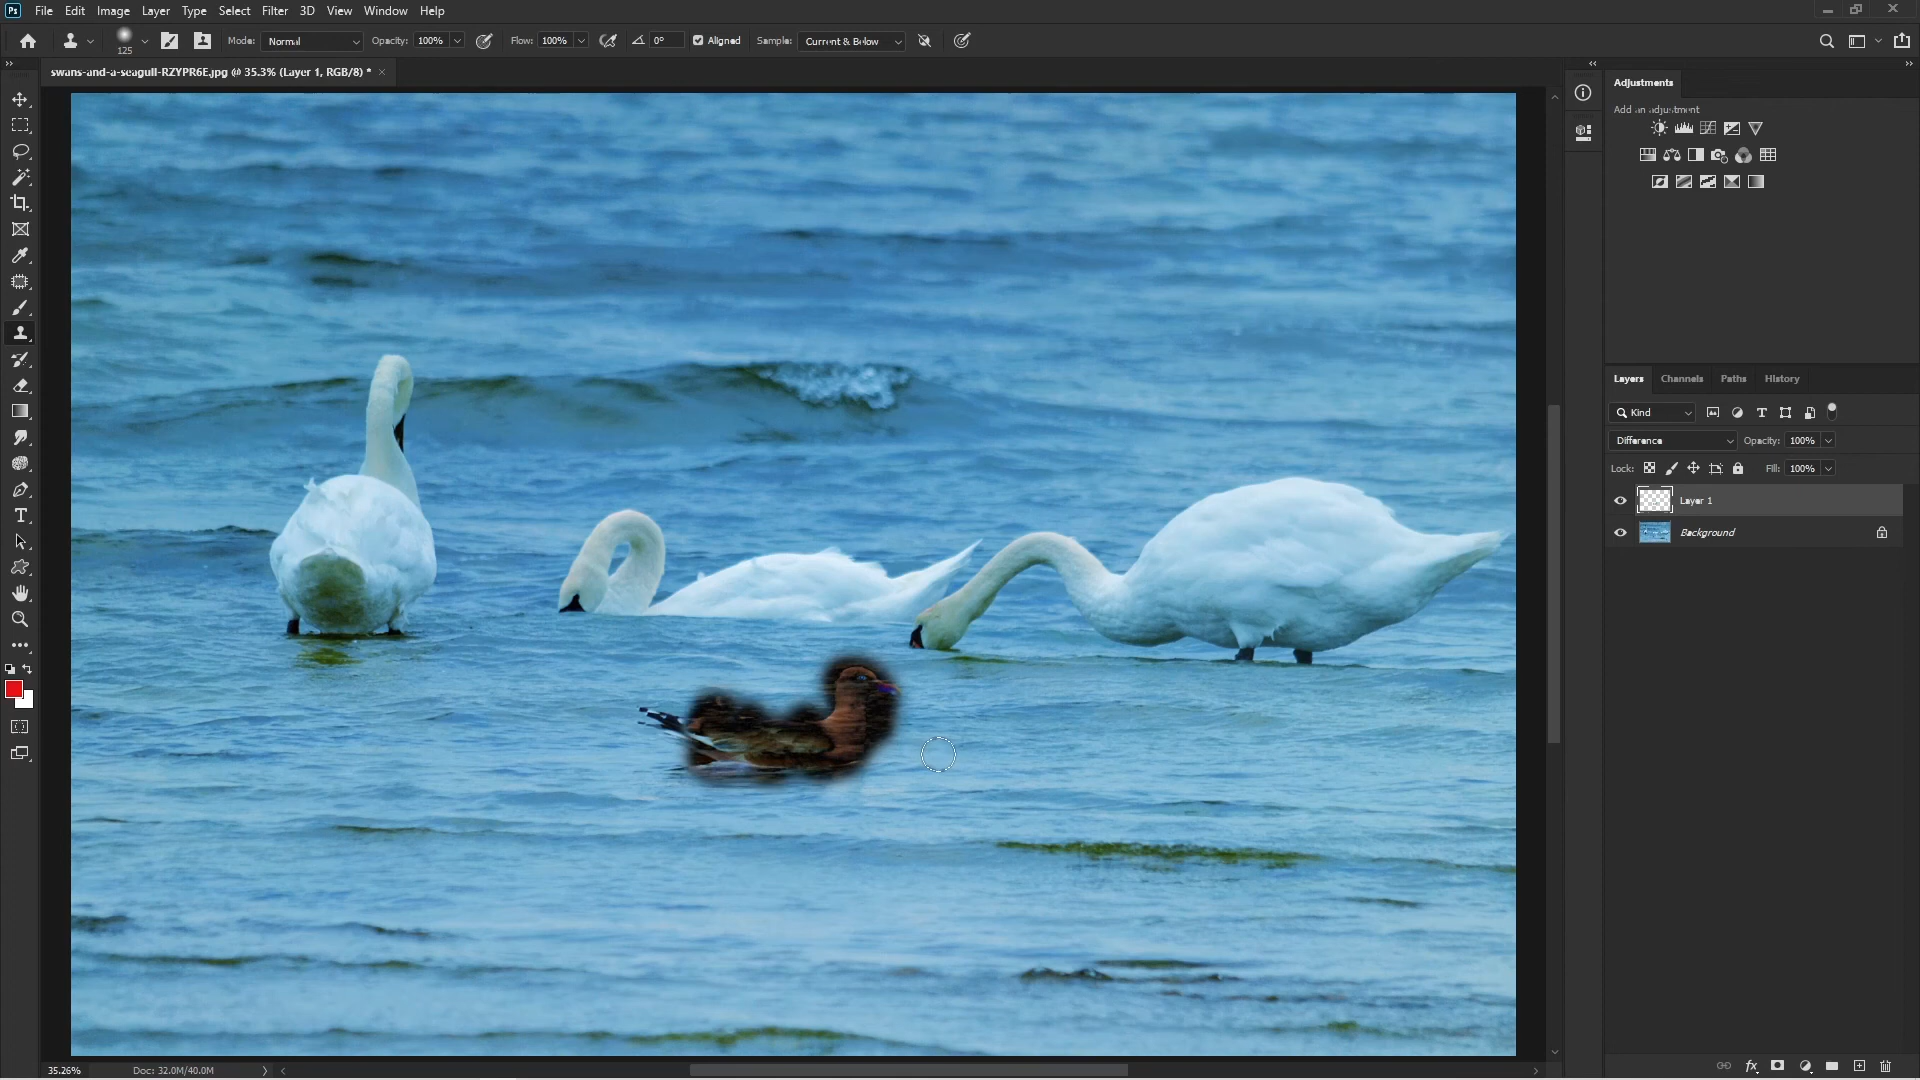 Ps File Edit Image Layer Type Select Filter 3D View Window Help
125 Mode: Normal Opacity: 100% Flow: 100% 0° Aligned Sample: Current & Below
swans-and-a-seagull-RZYPR6E.jpg @ 35.3% (Layer 1, RGB/8) *
Adjustments
Add an adjustment
Layers Channels Paths History
Kind
Difference Opacity: 100%
Lock: Fill: 100%
Layer 1
Background
35.26% Doc: 32.0M/40.0M